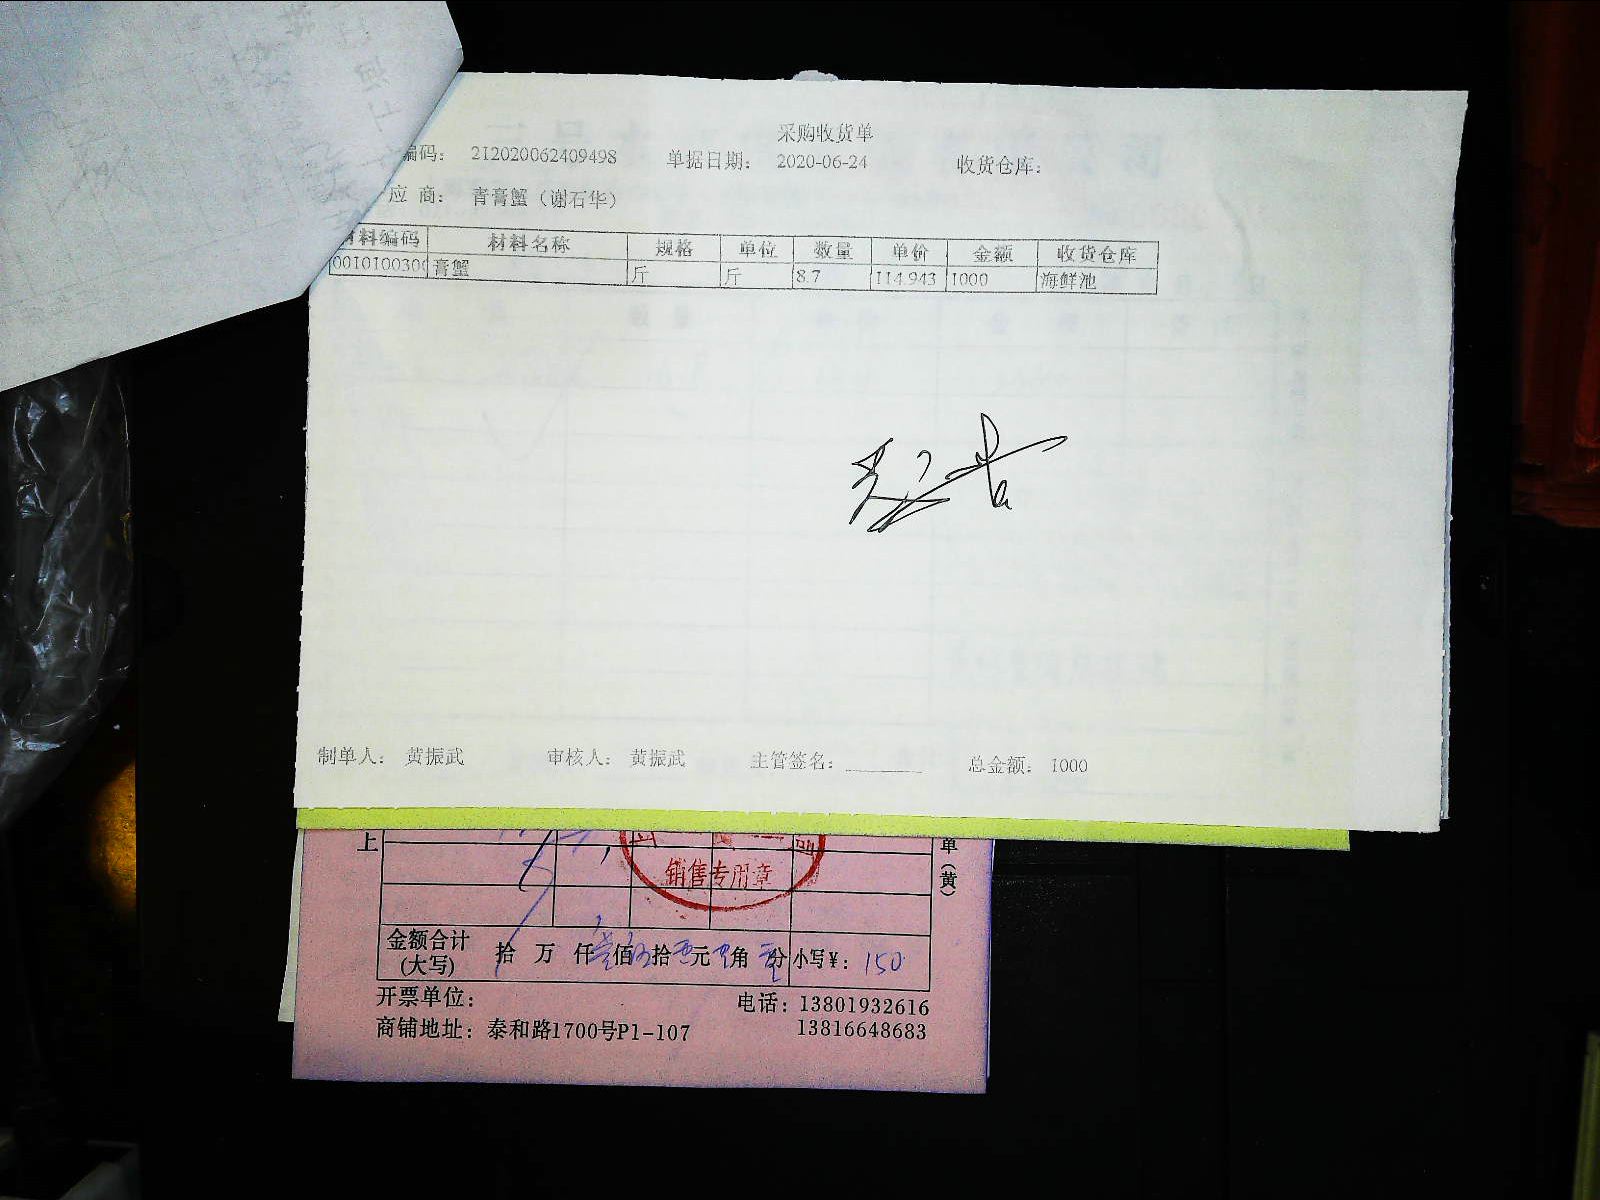 采购收货单
编码： 212020062409498 单据日期： 2020-06-24 收货仓库：
应 商： 青膏蟹（谢石华）
材料编码 材料名称 规格 单位 数量 单价 金额 收货仓库
0010100300 膏蟹 斤 斤 8.7 114.943 1000 海鲜池
制单人： 黄振武 审核人： 黄振武 主管签名： 总金额： 1000
上 单（黄）
销售专用章
金额合计 拾 万 仟 佰 拾 元 角 分 小写¥： 150
(大写)
开票单位： 电话：13801932616
商铺地址：泰和路1700号P1-107 13816648683